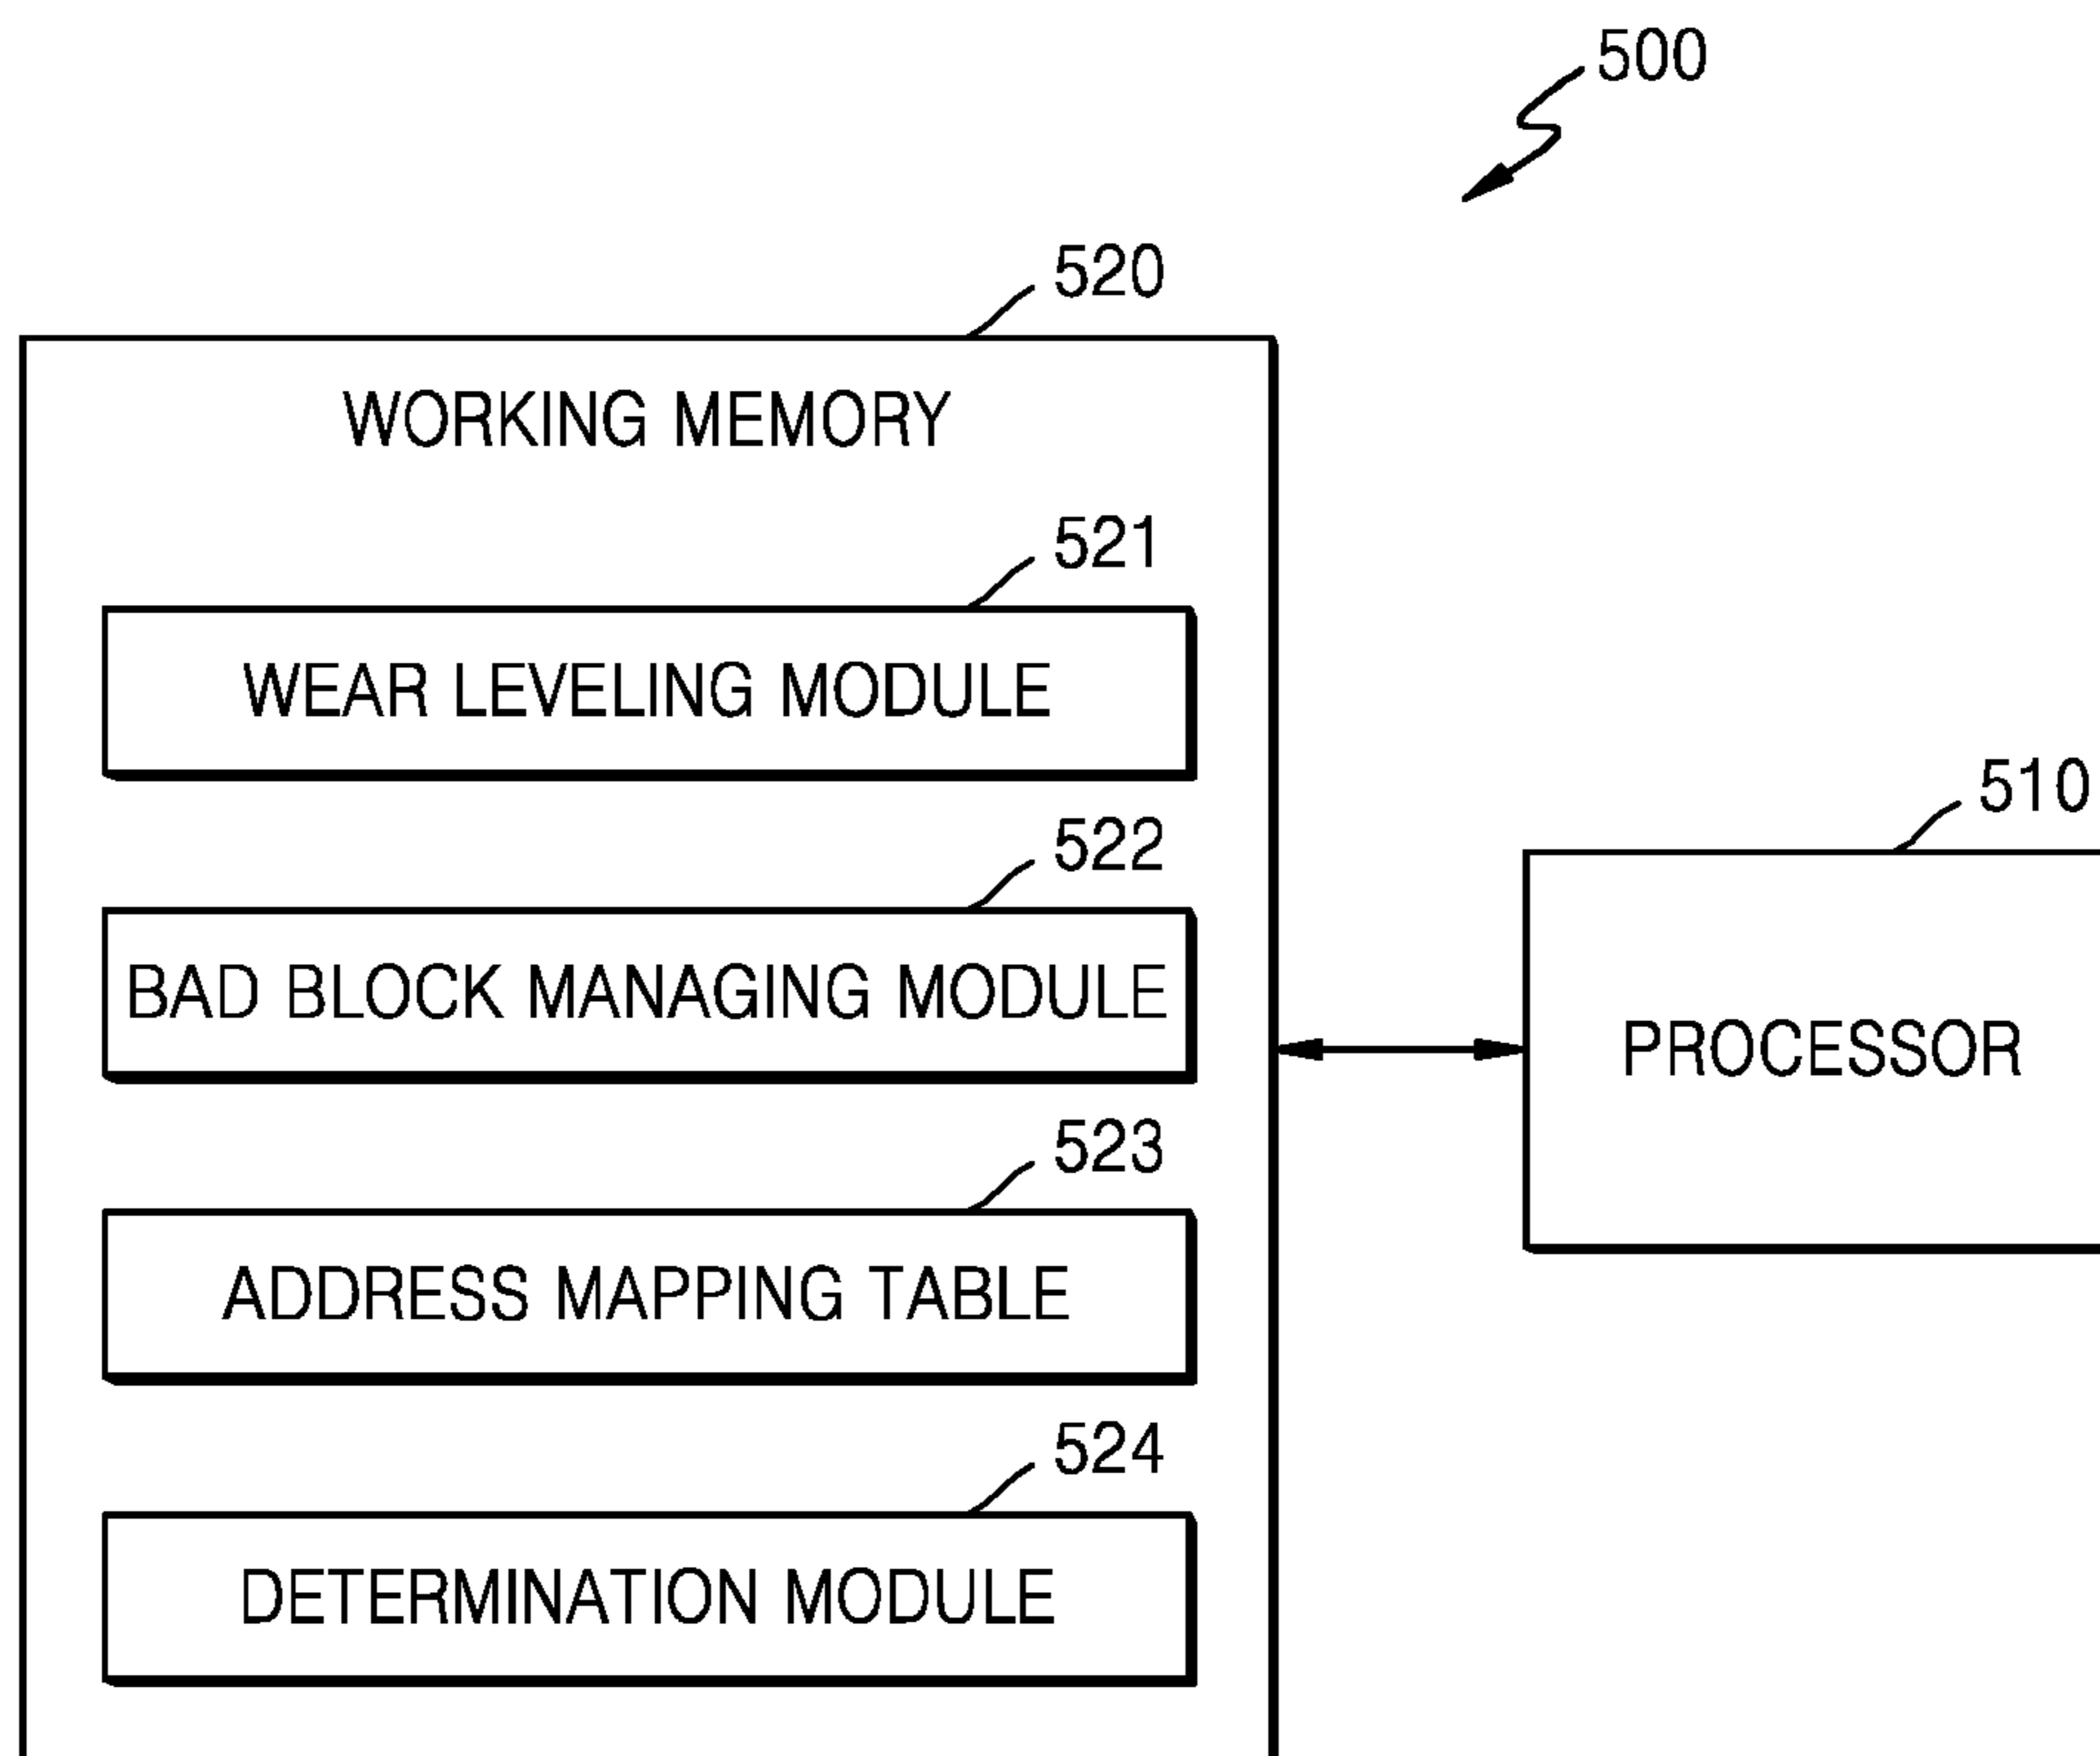 500
520
WORKING MEMORY
521
WEAR LEVELING MODULE
510
522
BAD BLOCK MANAGING MODULE
PROCESSOR
523
ADDRESS MAPPING TABLE
524
DETERMINATION MODULE